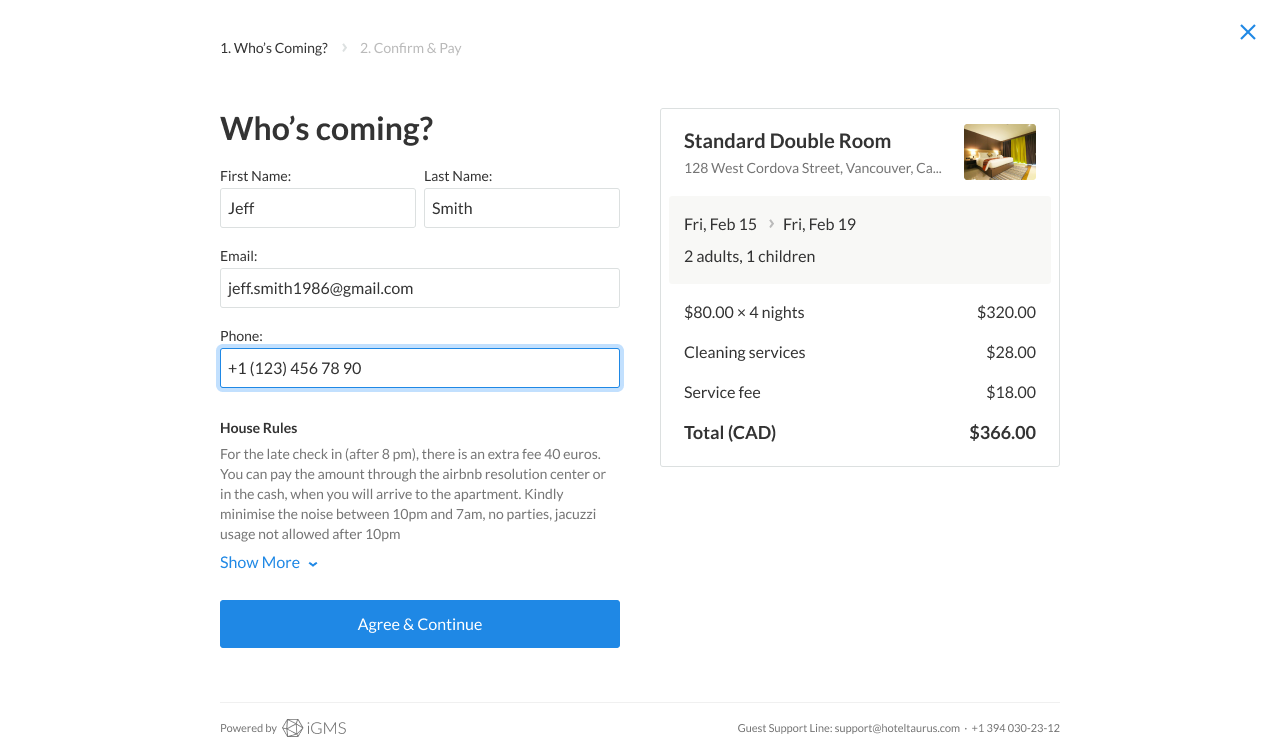 1. Who’s Coming? › 2. Confirm & Pay
Who’s coming?
First Name:
Last Name:
Jeff
Smith
Email:
jeff.smith1986@gmail.com
Phone:
+1 (123) 456 78 90
House Rules
For the late check in (after 8 pm), there is an extra fee 40 euros.
You can pay the amount through the airbnb resolution center or
in the cash, when you will arrive to the apartment. Kindly
minimise the noise between 10pm and 7am, no parties, jacuzzi
usage not allowed after 10pm
Show More
Agree & Continue
Standard Double Room
128 West Cordova Street, Vancouver, Ca...
Fri, Feb 15 › Fri, Feb 19
2 adults, 1 children
$80.00 × 4 nights $320.00
Cleaning services $28.00
Service fee $18.00
Total (CAD) $366.00
Powered by iGMS
Guest Support Line: support@hoteltaurus.com · +1 394 030-23-12